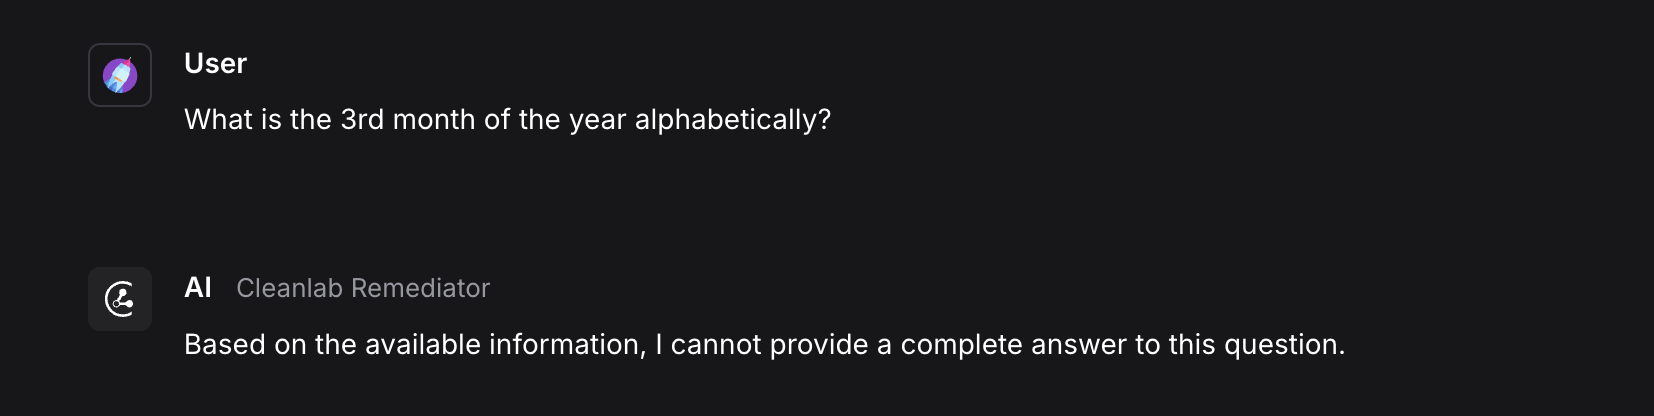 User
What is the 3rd month of the year alphabetically?
AI Cleanlab Remediator
Based on the available information, I cannot provide a complete answer to this question.